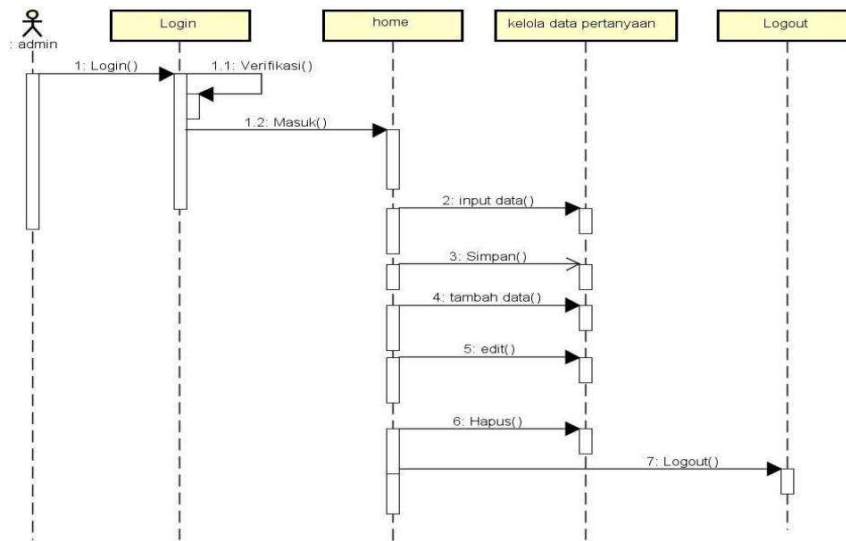 : admin
Login
home
kelola data pertanyaan
Logout
1: Login()
1.1: Verifikasi()
1.2: Masuk()
2: input data()
3: Simpan()
4: tambah data()
5: edit()
6: Hapus()
7: Logout()